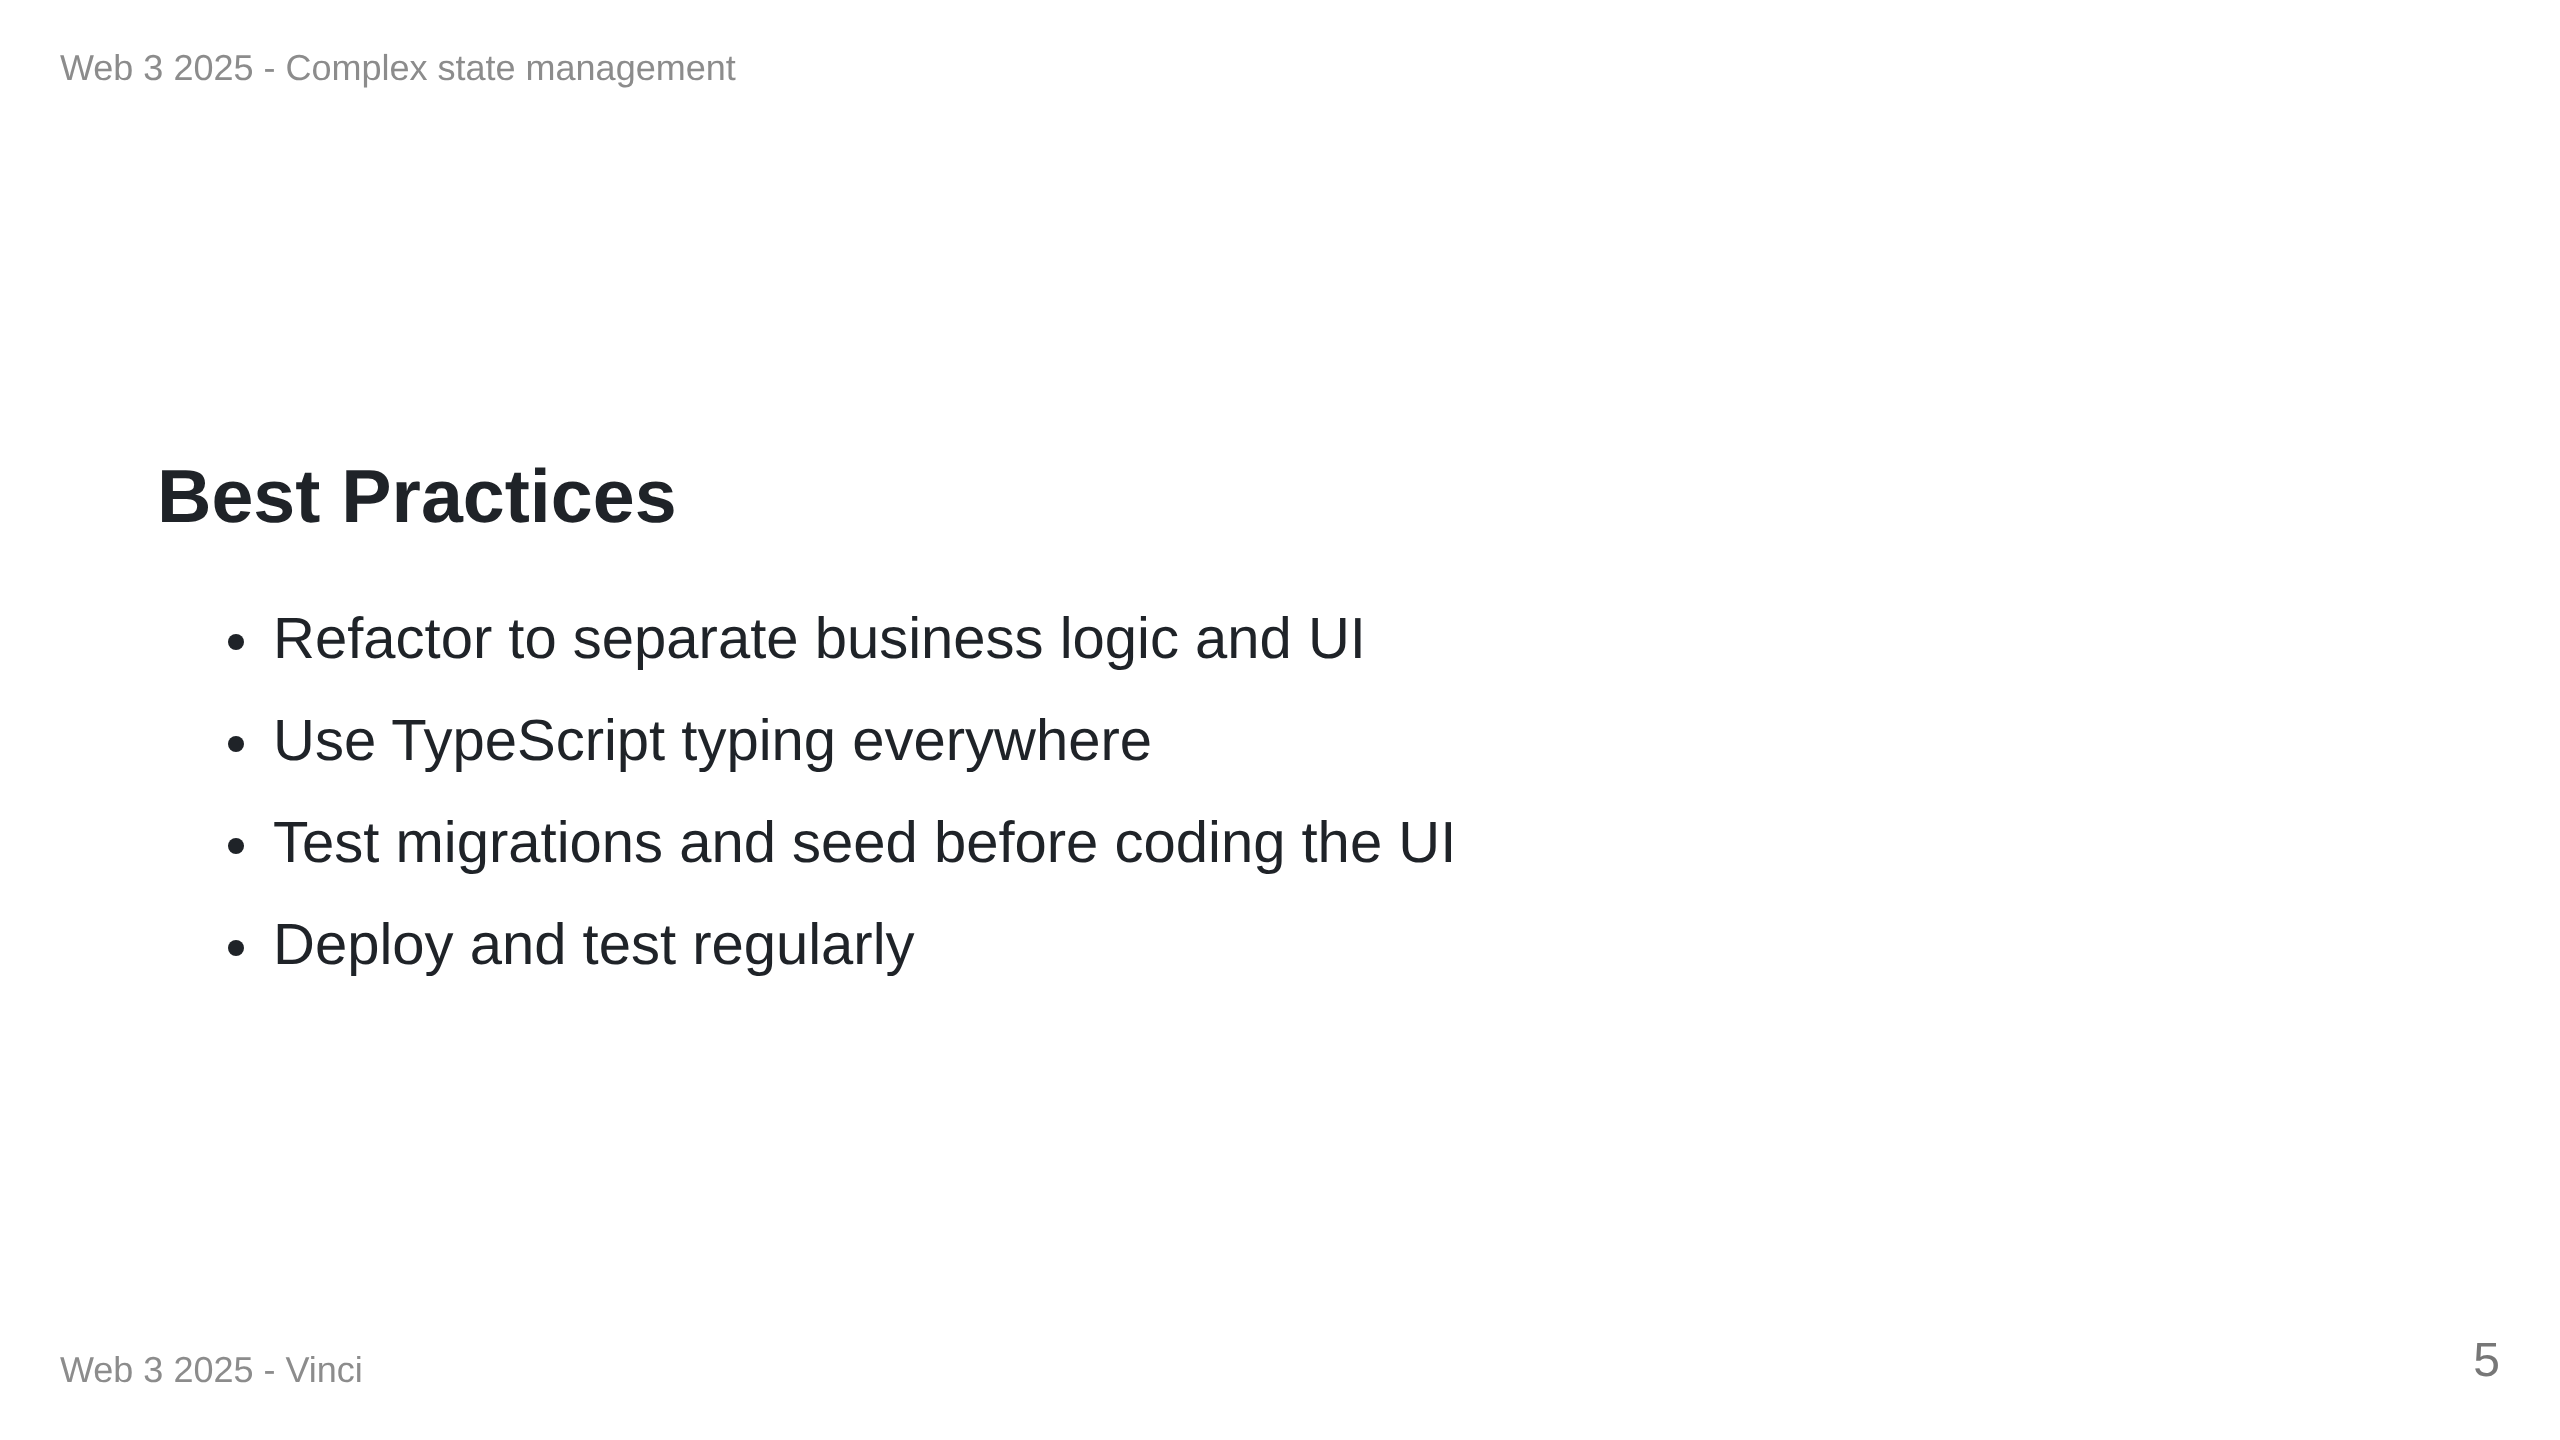 Web 3 2025 - Complex state management
Best Practices
• Refactor to separate business logic and UI
• Use TypeScript typing everywhere
• Test migrations and seed before coding the UI
• Deploy and test regularly
Web 3 2025 - Vinci
5